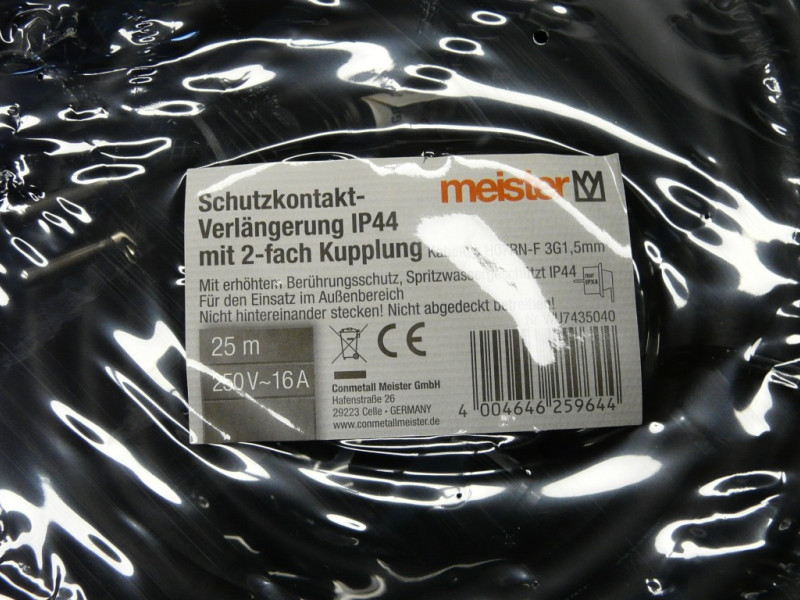 meister
Schutzkontakt-
Verlängerung IP44
mit 2-fach Kupplung
3G1,5mm
Mit erhöhtem Berührungsschutz, IP44
Für den Einsatz im Außenbereich
Nicht hintereinander stecken! Nicht abgedeckt
7435040
25 m
CE
250V~16A
Conmetall Meister GmbH
Hafenstraße 26
29223 Celle • GERMANY
www.conmetallmeister.de
4 004646 259644